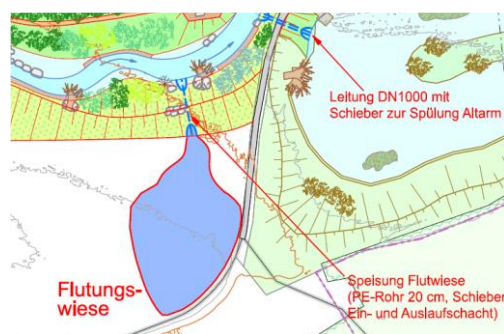 Leitung DN1000 mit
Schieber zur Spülung Altarm
Flutungs-
wiese
Speisung Flutwiese
(PE-Rohr 20 cm, Schieber
Ein- und Auslaufschacht)